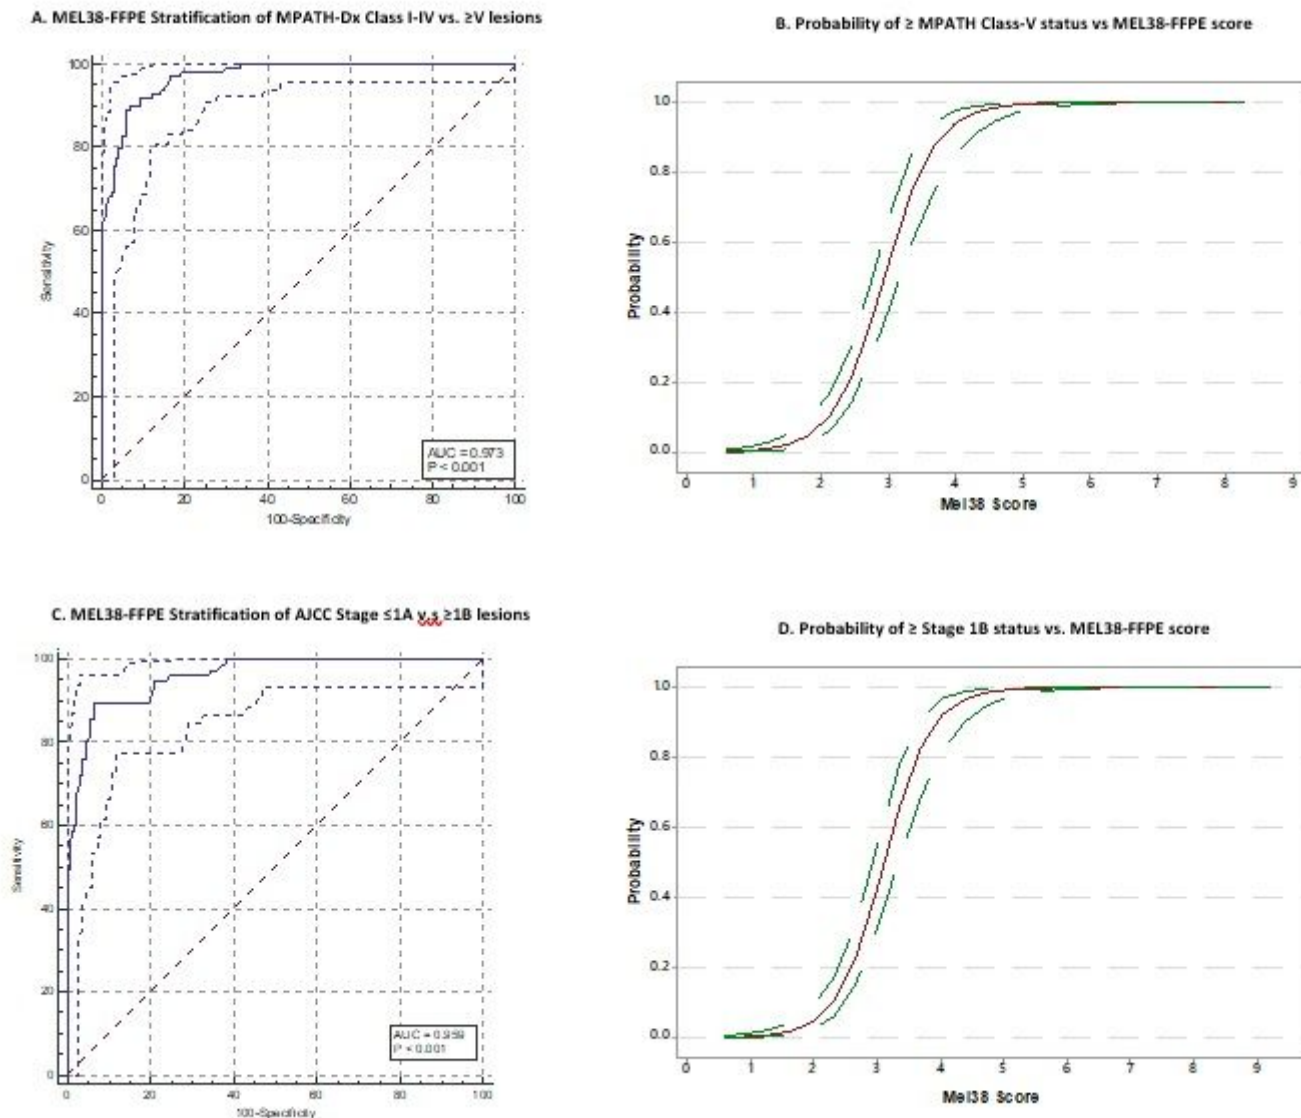 A. MEL38-FFPE Stratification of MPATH-Dx Class I-IV vs. ≥V lesions
100
80
60
40
20
0
Sensitivity
AUC = 0.973
P < 0.001
0 20 40 60 80 100
100-Specificity
B. Probability of ≥ MPATH Class-V status vs MEL38-FFPE score
1.0
0.8
0.6
0.4
0.2
0.0
Probability
0 1 2 3 4 5 6 7 8 9
Mel38 Score
C. MEL38-FFPE Stratification of AJCC Stage ≤1A v.s ≥1B lesions
100
80
60
40
20
0
Sensitivity
AUC = 0.959
P < 0.001
0 20 40 60 80 100
100-Specificity
D. Probability of ≥ Stage 1B status vs. MEL38-FFPE score
1.0
0.8
0.6
0.4
0.2
0.0
Probability
0 1 2 3 4 5 6 7 8 9
Mel38 Score